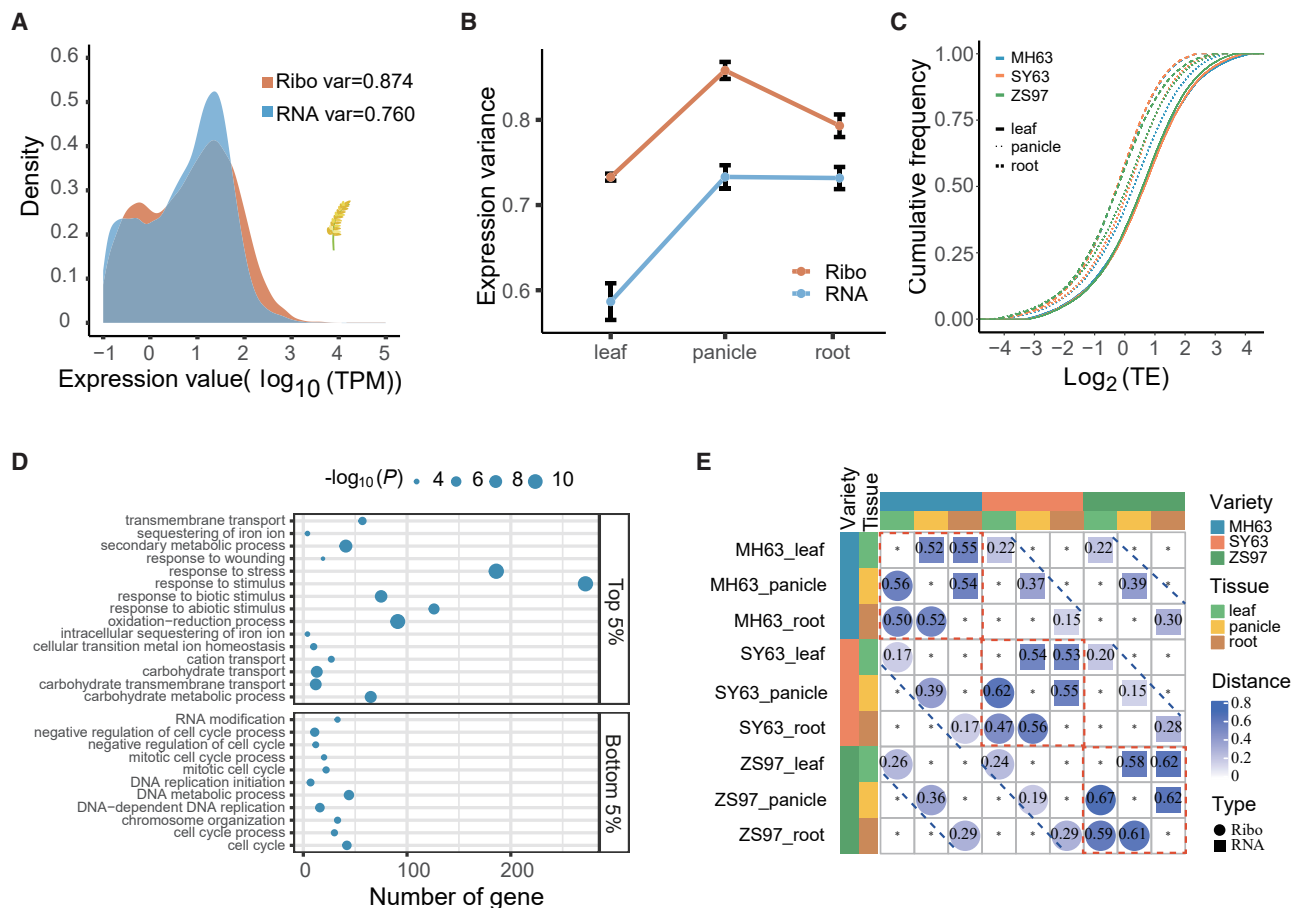 A
0.6
0.5
0.4
0.3
0.2
0.1
0
Density
Ribo var=0.874
RNA var=0.760
−1 0 1 2 3 4 5
Expression value( log10 (TPM))
B
0.8
0.7
0.6
Expression variance
Ribo
RNA
leaf panicle root
C
1.00
0.75
0.50
0.25
0.00
Cumulative frequency
MH63
SY63
ZS97
leaf
panicle
root
−4 −3 −2 −1 0 1 2 3 4
Log2 (TE)
D
-log10 (P) 4 6 8 10
transmembrane transport
sequestering of iron ion
secondary metabolic process
response to wounding
response to stress
response to stimulus
response to biotic stimulus
response to abiotic stimulus
oxidation−reduction process
intracellular sequestering of iron ion
cellular transition metal ion homeostasis
cation transport
carbohydrate transport
carbohydrate transmembrane transport
carbohydrate metabolic process
Top 5%
RNA modification
negative regulation of cell cycle process
negative regulation of cell cycle
mitotic cell cycle process
mitotic cell cycle
DNA replication initiation
DNA metabolic process
DNA−dependent DNA replication
chromosome organization
cell cycle process
cell cycle
Bottom 5%
0 100 200
Number of gene
E
Variety
Tissue
MH63_leaf * 0.52 0.55 0.22 * * 0.22 * *
MH63_panicle 0.56 * 0.54 * 0.37 * * 0.39 *
MH63_root 0.50 0.52 * * * 0.15 * * 0.30
SY63_leaf 0.17 * * * 0.54 0.53 0.20 * *
SY63_panicle * 0.39 * 0.62 * 0.55 * 0.15 *
SY63_root * * 0.17 0.47 0.56 * * * 0.28
ZS97_leaf 0.26 * * 0.24 * * * 0.58 0.62
ZS97_panicle * 0.36 * * 0.19 * 0.67 * 0.62
ZS97_root * * 0.29 * * 0.29 0.59 0.61 *
Variety
MH63
SY63
ZS97
Tissue
leaf
panicle
root
Distance
0.8
0.6
0.4
0.2
0
Type
Ribo
RNA